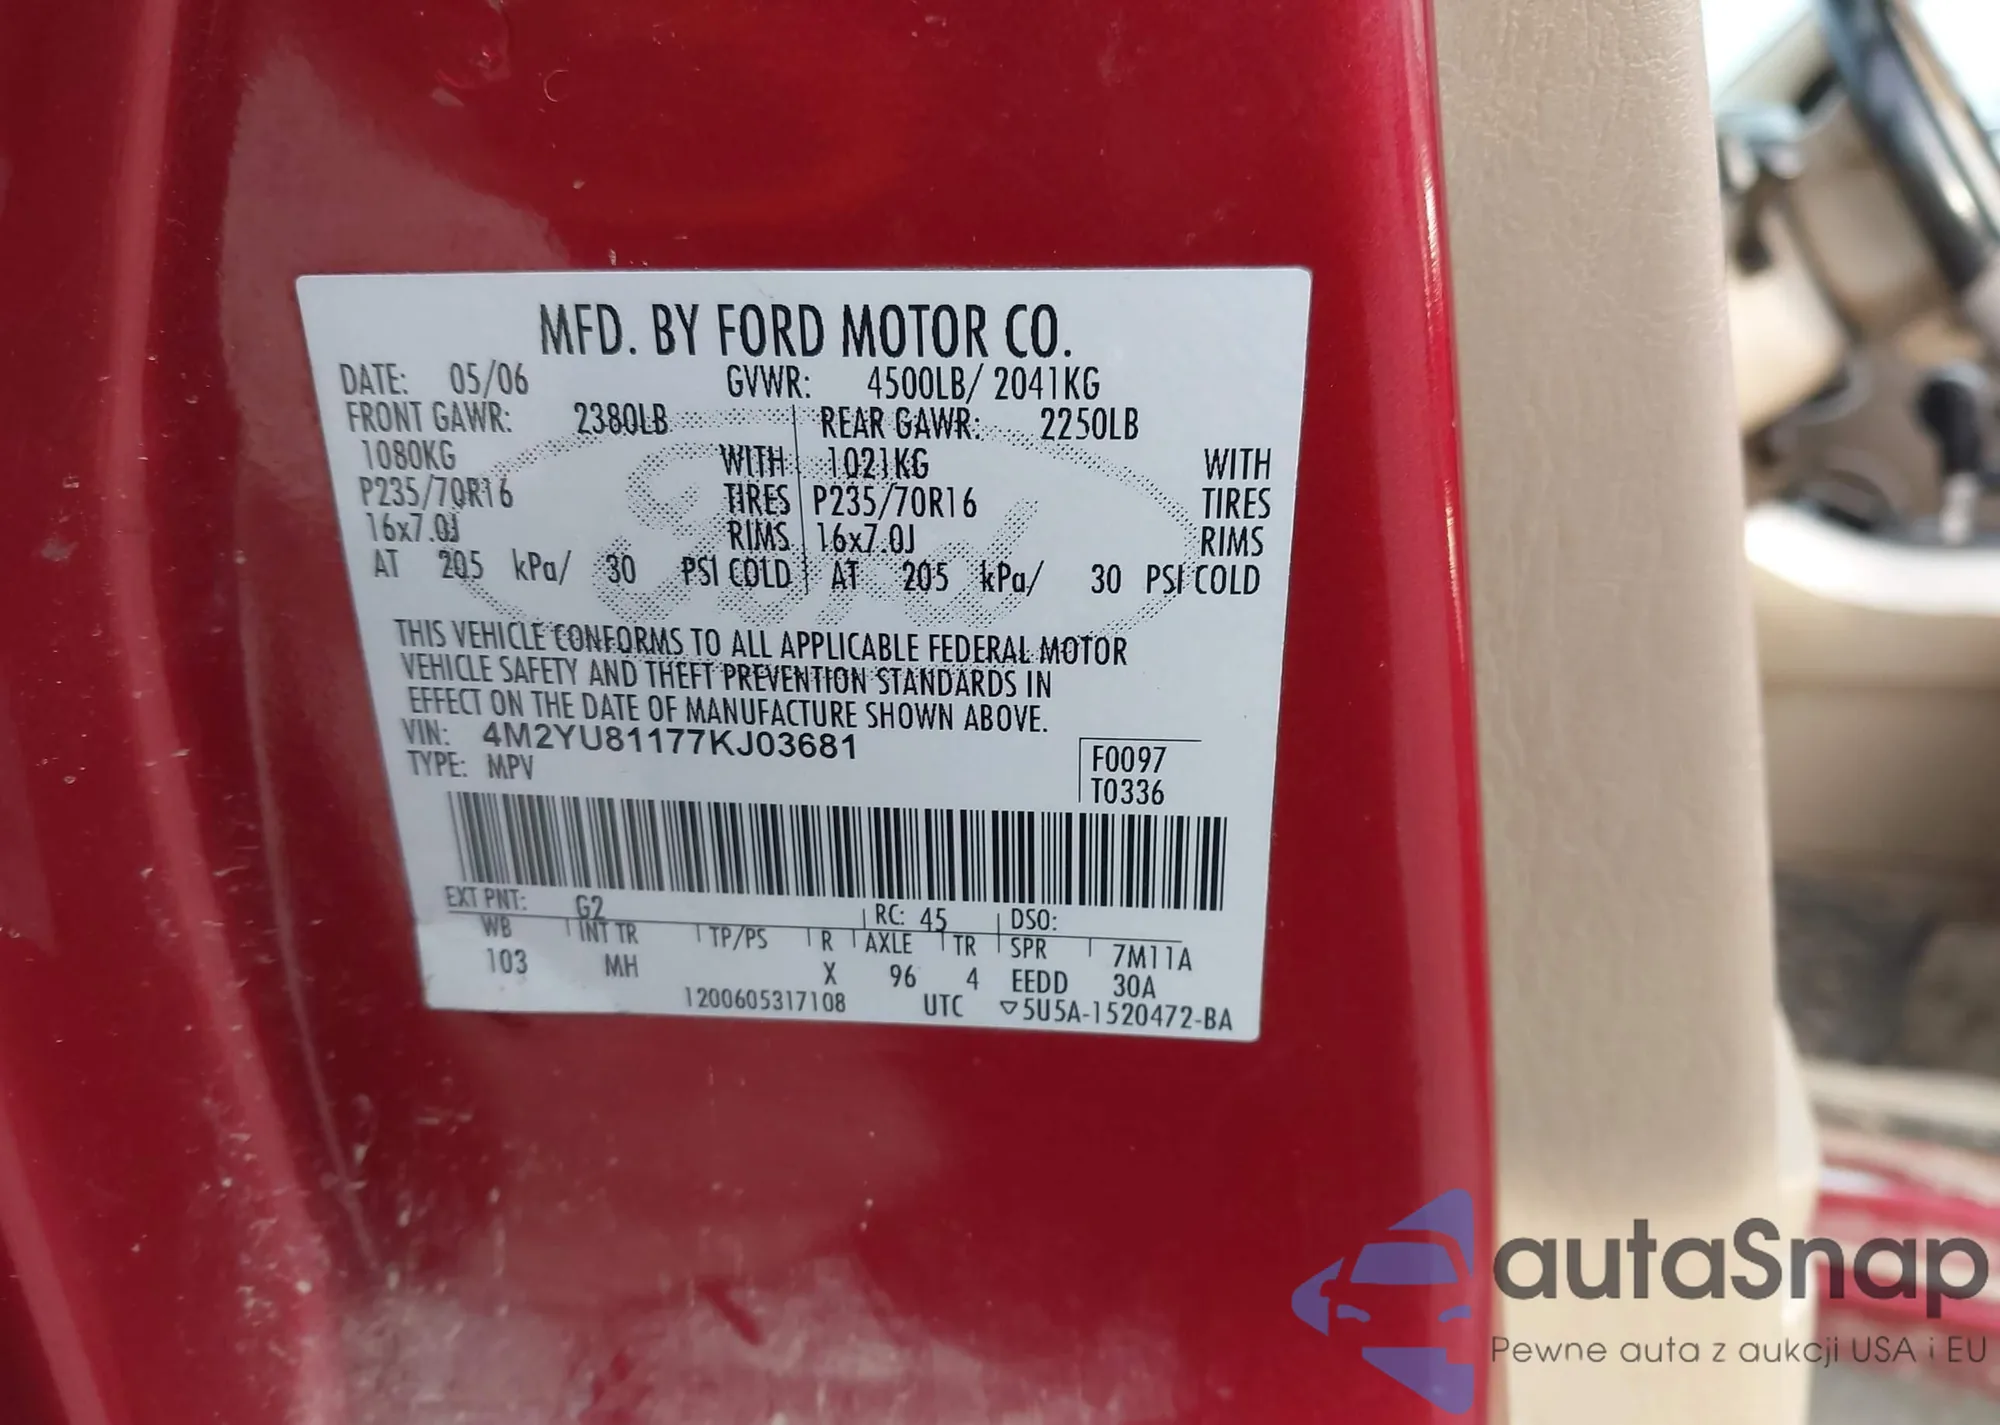 MFD. BY FORD MOTOR CO.
DATE: 05/06 GVWR: 4500LB/ 2041KG
FRONT GAWR: 2380LB REAR GAWR: 2250LB
1080KG WITH 1021KG WITH
P235/70R16 TIRES P235/70R16 TIRES
16x7.0J RIMS 16x7.0J RIMS
AT 205 kPa/ 30 PSI COLD AT 205 kPa/ 30 PSI COLD
Ford
THIS VEHICLE CONFORMS TO ALL APPLICABLE FEDERAL MOTOR
VEHICLE SAFETY AND THEFT PREVENTION STANDARDS IN
EFFECT ON THE DATE OF MANUFACTURE SHOWN ABOVE.
VIN: 4M2YU81177KJ03681
TYPE: MPV
F0097
T0336
EXT PNT: G2 RC: 45 DSO:
WB INT TR TP/PS R AXLE TR SPR 7M11A
103 MH X 96 4 EEDD 30A
1200605317108 UTC ▽5U5A-1520472-BA
autaSnap
Pewne auta z aukcji USA i EU